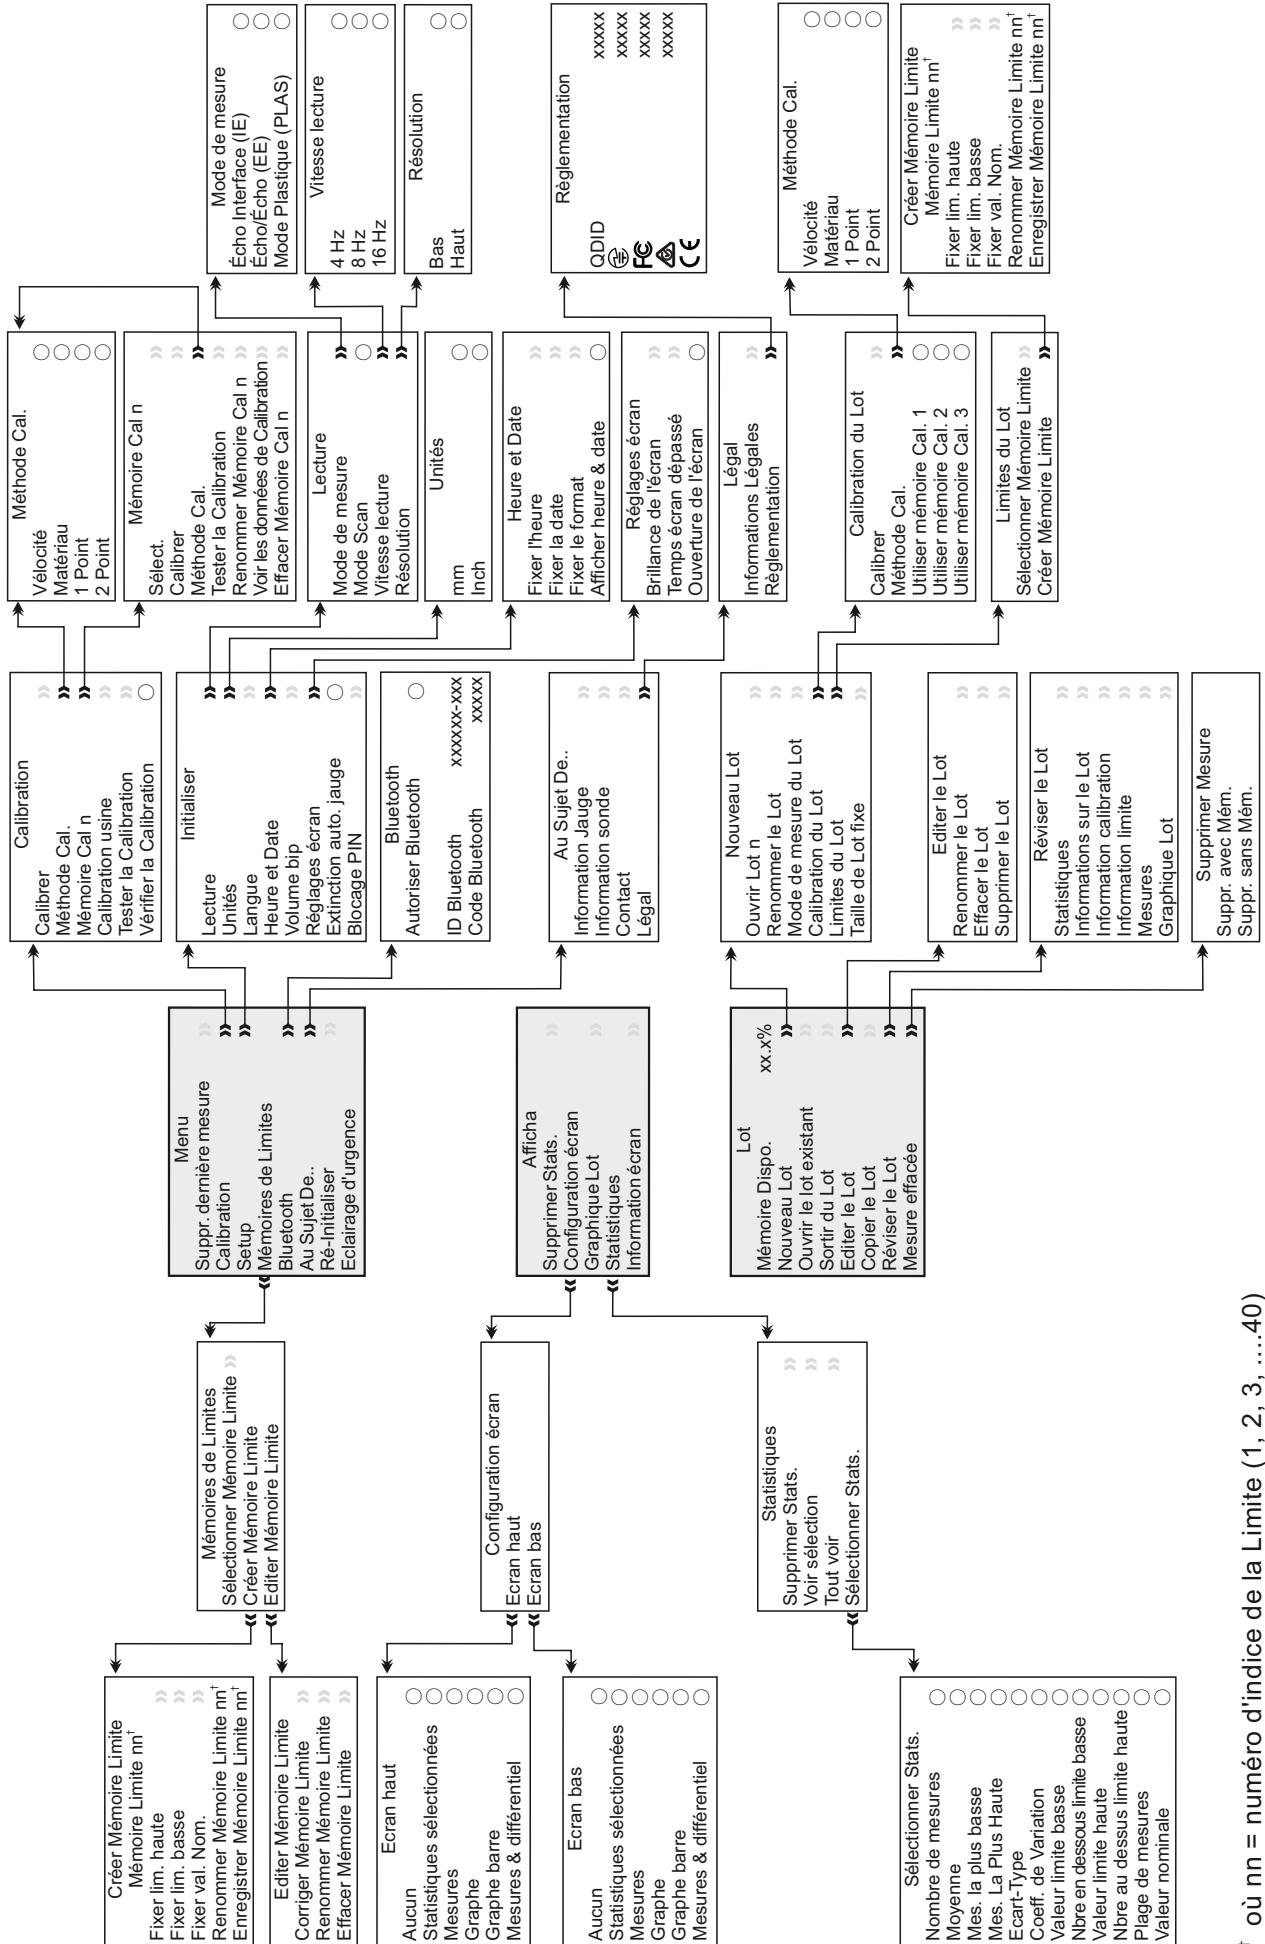 Créer Mémoire Limite
Mémoire Limite nn†
Fixer lim. haute
Fixer lim. basse
Fixer val. Nom.
Renommer Mémoire Limite nn†
Enregistrer Mémoire Limite nn†
Editer Mémoire Limite
Corriger Mémoire Limite
Renommer Mémoire Limite
Effacer Mémoire Limite
Ecran haut
Aucun
Statistiques sélectionnées
Mesures
Graphe
Graphe barre
Mesures & différentiel
Ecran bas
Aucun
Statistiques sélectionnées
Mesures
Graphe
Graphe barre
Mesures & différentiel
Sélectionner Stats.
Nombre de mesures
Moyenne
Mes. la plus basse
Mes. La Plus Haute
Ecart-Type
Coeff. de Variation
Valeur limite basse
Nbre en dessous limite basse
Valeur limite haute
Nbre au dessus limite haute
Plage de mesures
Valeur nominale
Mémoires de Limites
Sélectionner Mémoire Limite
Créer Mémoire Limite
Editer Mémoire Limite
Configuration écran
Ecran haut
Ecran bas
Statistiques
Supprimer Stats.
Voir sélection
Tout voir
Sélectionner Stats.
Menu
Suppr. dernière mesure
Calibration
Setup
Mémoires de Limites
Bluetooth
Au Sujet De..
Ré-Initialiser
Eclairage d'urgence
Afficha
Supprimer Stats.
Configuration écran
Graphique Lot
Statistiques
Information écran
Lot
Mémoire Dispo. xx.x%
Nouveau Lot
Ouvrir le lot existant
Sortir du Lot
Editer le Lot
Copier le Lot
Réviser le Lot
Mesure effacée
Calibration
Calibrer
Méthode Cal.
Mémoire Cal n
Calibration usine
Tester la Calibration
Vérifier la Calibration
Initialiser
Lecture
Unités
Langue
Heure et Date
Volume bip
Réglages écran
Extinction auto. jauge
Blocage PIN
Bluetooth
Autoriser Bluetooth
ID Bluetooth xxxxxx-xxx
Code Bluetooth xxxxx
Au Sujet De..
Information Jauge
Information sonde
Contact
Légal
Nouveau Lot
Ouvrir Lot n
Renommer le Lot
Mode de mesure du Lot
Calibration du Lot
Limites du Lot
Taille de Lot fixe
Editer le Lot
Renommer le Lot
Effacer le Lot
Supprimer le Lot
Réviser le Lot
Statistiques
Informations sur le Lot
Information calibration
Information limite
Mesures
Graphique Lot
Supprimer Mesure
Suppr. avec Mém.
Suppr. sans Mém.
Méthode Cal.
Vélocité
Matériau
1 Point
2 Point
Mémoire Cal n
Sélect.
Calibrer
Méthode Cal.
Tester la Calibration
Renommer Mémoire Cal n
Voir les données de Calibration
Effacer Mémoire Cal n
Lecture
Mode de mesure
Mode Scan
Vitesse lecture
Résolution
Unités
mm
Inch
Heure et Date
Fixer l'heure
Fixer la date
Fixer le format
Afficher heure & date
Réglages écran
Brillance de l'écran
Temps écran dépassé
Ouverture de l'écran
Légal
Informations Légales
Règlementation
Calibration du Lot
Calibrer
Méthode Cal.
Utiliser mémoire Cal. 1
Utiliser mémoire Cal. 2
Utiliser mémoire Cal. 3
Limites du Lot
Sélectionner Mémoire Limite
Créer Mémoire Limite
Mode de mesure
Écho Interface (IE)
Écho/Écho (EE)
Mode Plastique (PLAS)
Vitesse lecture
4 Hz
8 Hz
16 Hz
Résolution
Bas
Haut
Règlementation
QDID xxxxx
xxxxx
FC xxxxx
xxxxx
CE
Méthode Cal.
Vélocité
Matériau
1 Point
2 Point
Créer Mémoire Limite
Mémoire Limite nn†
Fixer lim. haute
Fixer lim. basse
Fixer val. Nom.
Renommer Mémoire Limite nn†
Enregistrer Mémoire Limite nn†
† où nn = numéro d'indice de la Limite (1, 2, 3, ....40)